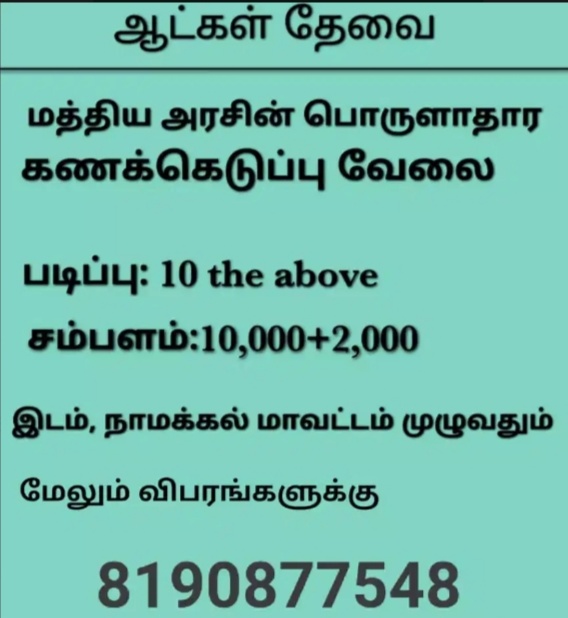 ஆட்கள் தேவை
மத்திய அரசின் பொருளாதார
கணக்கெடுப்பு வேலை
படிப்பு: 10 the above
சம்பளம்:10,000+2,000
இடம், நாமக்கல் மாவட்டம் முழுவதும்
மேலும் விபரங்களுக்கு
8190877548